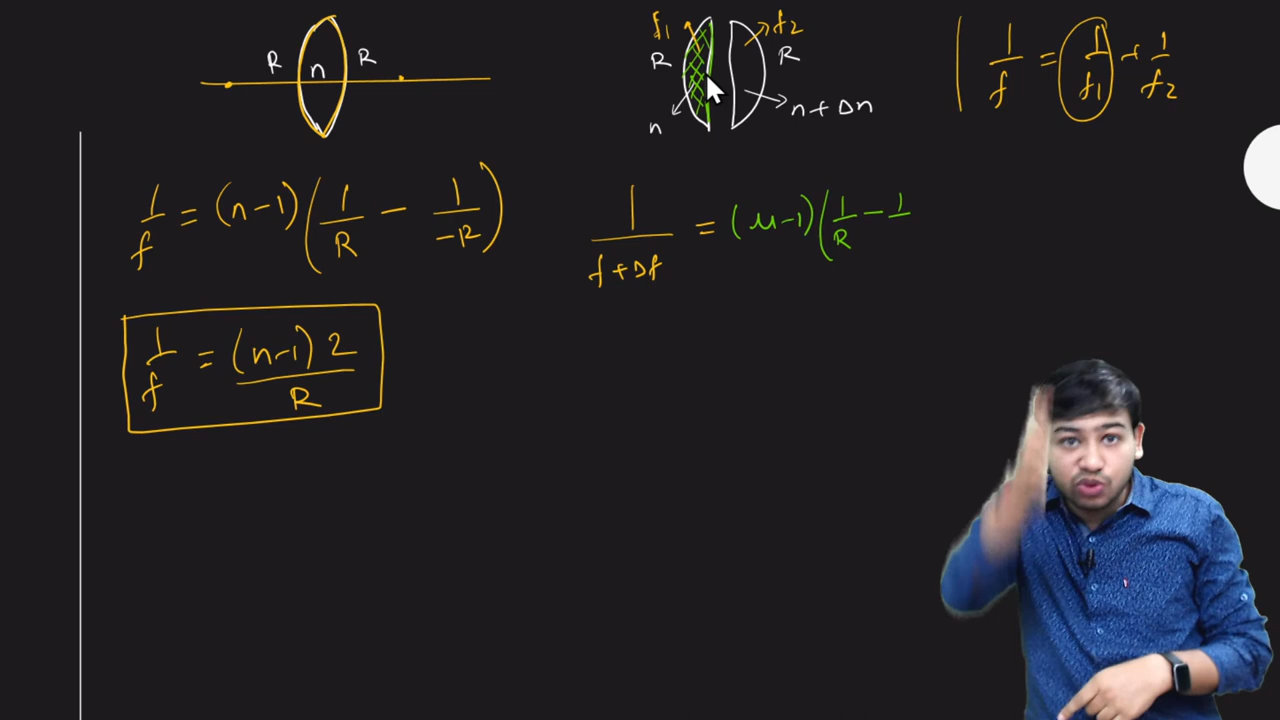 R n R
f1 f2
R R
n n + Δn
1/f = 1/f1 + 1/f2
1/f = (n-1)(1/R - 1/-R)
1/f+Δf = (μ-1)(1/R - 1
1/f = (n-1) 2/R